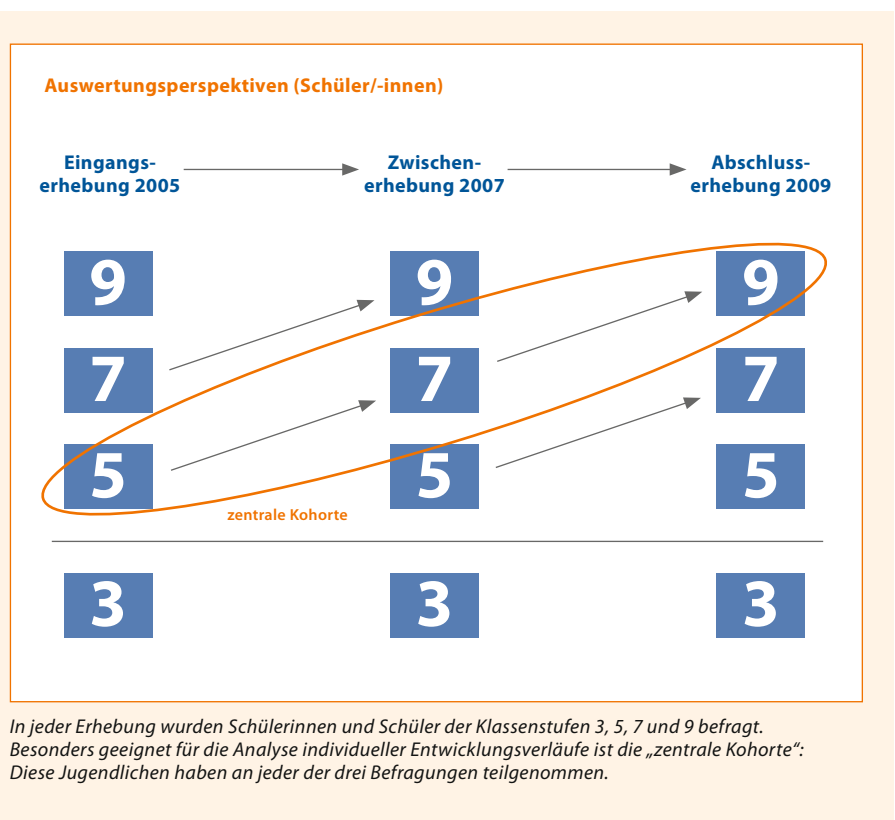 Auswertungsperspektiven (Schüler/-innen)
Eingangs-
erhebung 2005
Zwischen-
erhebung 2007
Abschluss-
erhebung 2009
9 9 9
7 7 7
5 5 5
zentrale Kohorte
3 3 3
In jeder Erhebung wurden Schülerinnen und Schüler der Klassenstufen 3, 5, 7 und 9 befragt.
Besonders geeignet für die Analyse individueller Entwicklungsverläufe ist die „zentrale Kohorte“:
Diese Jugendlichen haben an jeder der drei Befragungen teilgenommen.